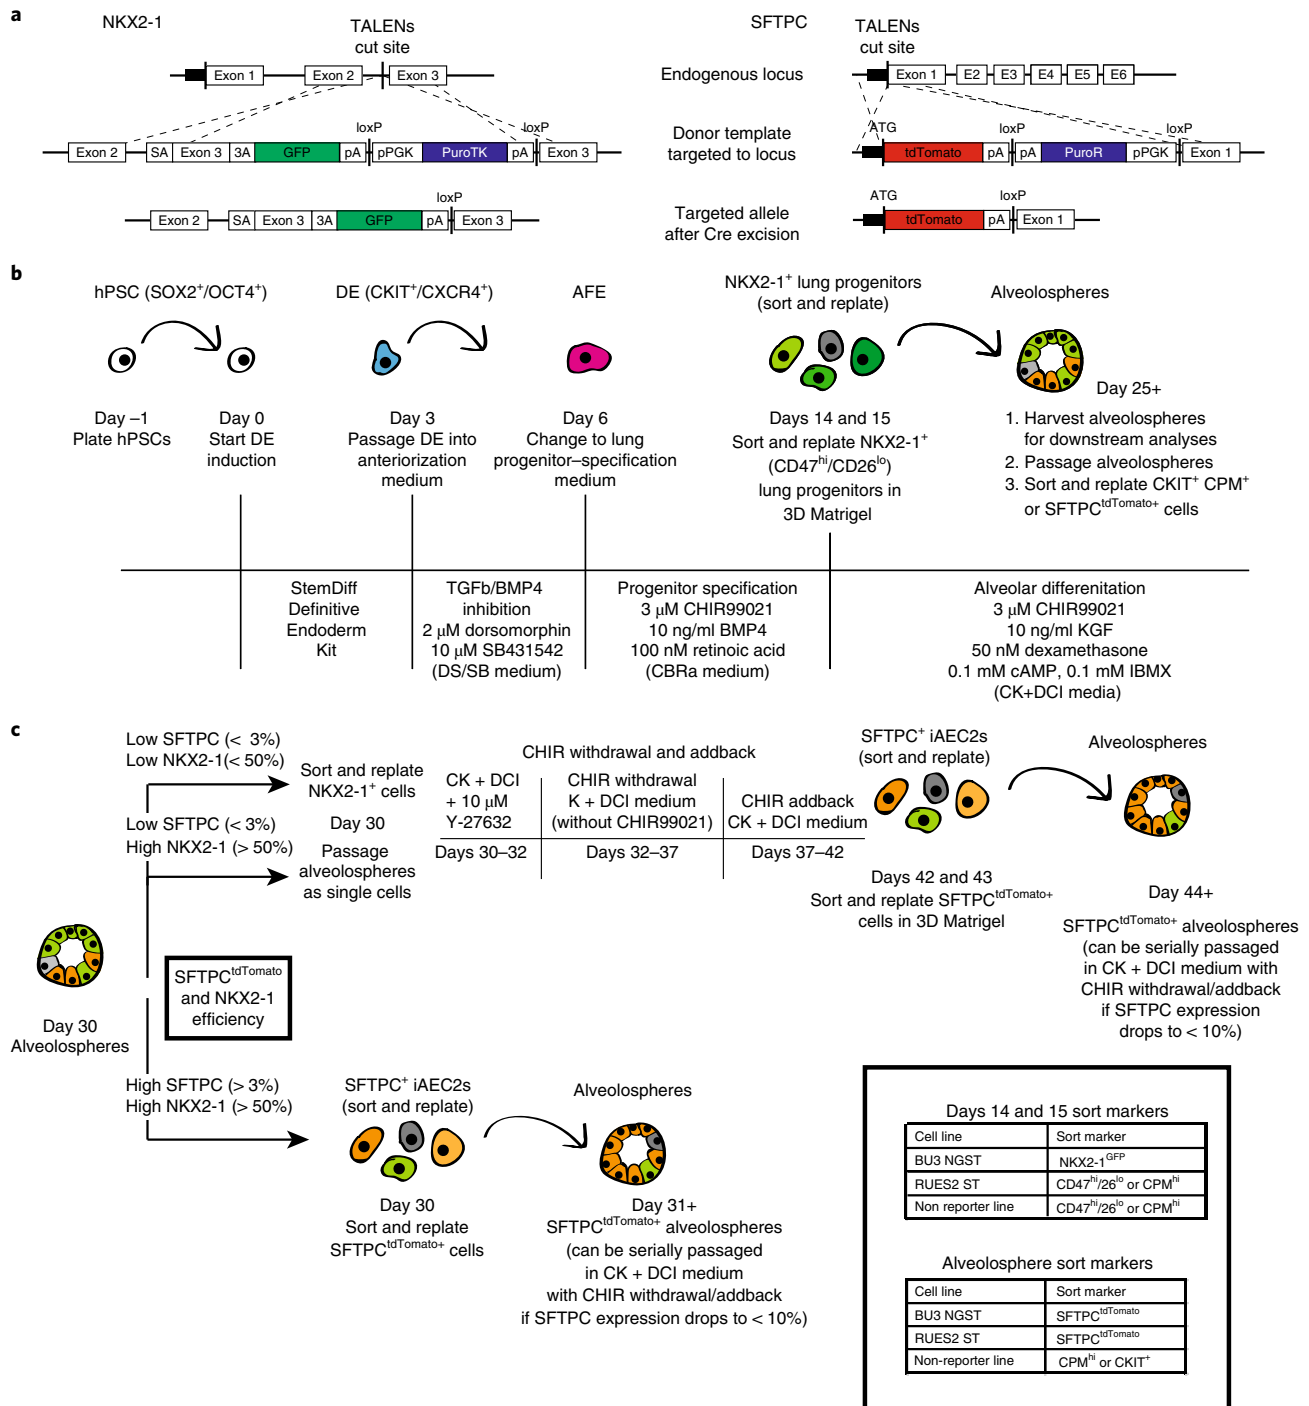 a
NKX2-1
TALENs
cut site
Exon 1
Exon 2
Exon 3
loxP
loxP
Exon 2
SA
Exon 3
3A
GFP
pA
pPGK
PuroTK
pA
Exon 3
loxP
Exon 2
SA
Exon 3
3A
GFP
pA
Exon 3
SFTPC
TALENs
cut site
Endogenous locus
Exon 1
E2
E3
E4
E5
E6
Donor template
targeted to locus
ATG
loxP
loxP
tdTomato
pA
pA
PuroR
pPGK
Exon 1
Targeted allele
after Cre excision
ATG
loxP
tdTomato
pA
Exon 1
b
hPSC (SOX2⁺/OCT4⁺)
DE (CKIT⁺/CXCR4⁺)
AFE
NKX2-1⁺ lung progenitors
(sort and replate)
Alveolospheres
Day –1
Plate hPSCs
Day 0
Start DE
induction
Day 3
Passage DE into
anteriorization
medium
Day 6
Change to lung
progenitor–specification
medium
Days 14 and 15
Sort and replate NKX2-1⁺
(CD47ʰⁱ/CD26ˡᵒ)
lung progenitors in
3D Matrigel
Day 25+
1. Harvest alveolospheres
for downstream analyses
2. Passage alveolospheres
3. Sort and replate CKIT⁺ CPM⁺
or SFTPC^tdTomato+ cells
StemDiff
Definitive
Endoderm
Kit
TGFb/BMP4
inhibition
2 μM dorsomorphin
10 μM SB431542
(DS/SB medium)
Progenitor specification
3 μM CHIR99021
10 ng/ml BMP4
100 nM retinoic acid
(CBRa medium)
Alveolar differenitation
3 μM CHIR99021
10 ng/ml KGF
50 nM dexamethasone
0.1 mM cAMP, 0.1 mM IBMX
(CK+DCI media)
c
Low SFTPC (< 3%)
Low NKX2-1(< 50%)
Sort and replate
NKX2-1⁺ cells
Low SFTPC (< 3%)
High NKX2-1 (> 50%)
Day 30
Passage
alveolospheres
as single cells
CHIR withdrawal and addback
CK + DCI
+ 10 μM
Y-27632
CHIR withdrawal
K + DCI medium
(without CHIR99021)
CHIR addback
CK + DCI medium
Days 30–32
Days 32–37
Days 37–42
SFTPC⁺ iAEC2s
(sort and replate)
Alveolospheres
Days 42 and 43
Sort and replate SFTPC^tdTomato+
cells in 3D Matrigel
Day 44+
SFTPC^tdTomato+ alveolospheres
(can be serially passaged
in CK + DCI medium with
CHIR withdrawal/addback
if SFTPC expression
drops to < 10%)
Day 30
Alveolospheres
SFTPC^tdTomato
and NKX2-1
efficiency
High SFTPC (> 3%)
High NKX2-1 (> 50%)
SFTPC⁺ iAEC2s
(sort and replate)
Alveolospheres
Day 30
Sort and replate
SFTPC^tdTomato+ cells
Day 31+
SFTPC^tdTomato+ alveolospheres
(can be serially passaged
in CK + DCI medium
with CHIR withdrawal/addback
if SFTPC expression drops to < 10%)
Days 14 and 15 sort markers
Cell line
Sort marker
BU3 NGST
NKX2-1^GFP
RUES2 ST
CD47ʰⁱ/26ˡᵒ or CPMʰⁱ
Non reporter line
CD47ʰⁱ/26ˡᵒ or CPMʰⁱ
Alveolosphere sort markers
Cell line
Sort marker
BU3 NGST
SFTPC^tdTomato
RUES2 ST
SFTPC^tdTomato
Non-reporter line
CPMʰⁱ or CKIT⁺